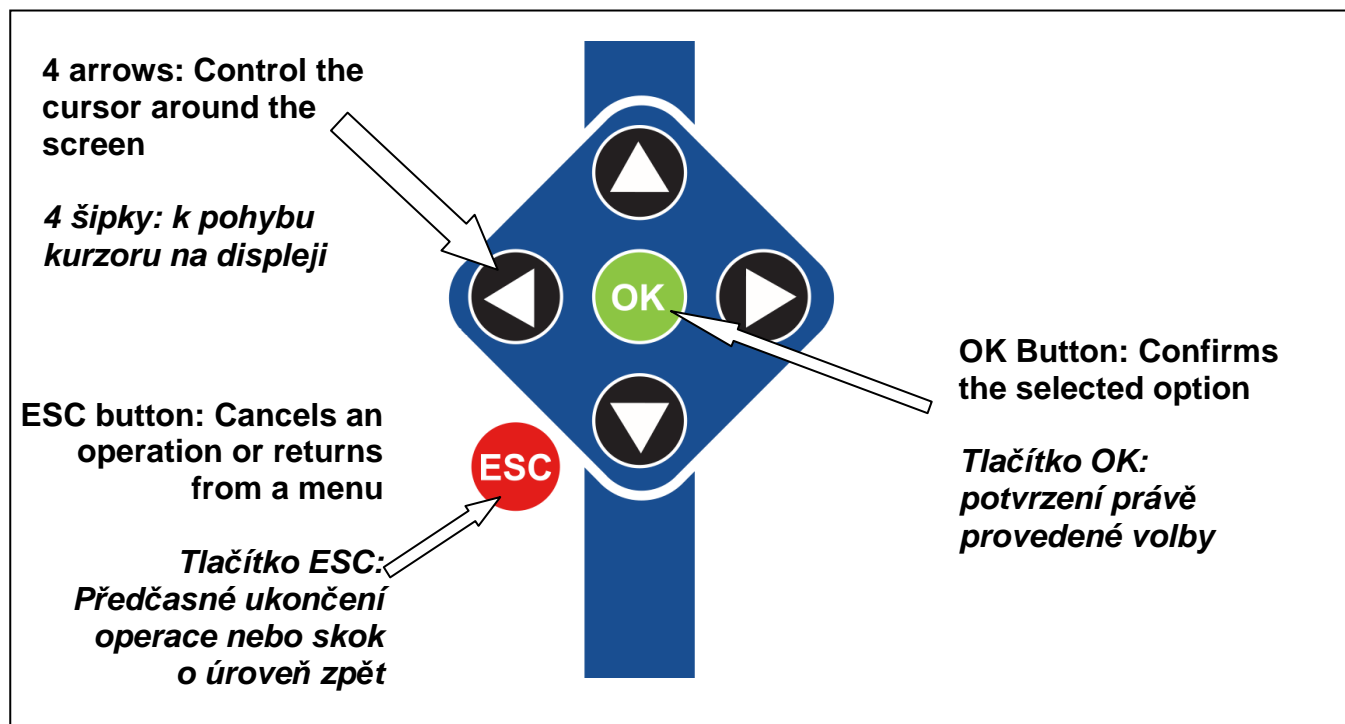 4 arrows: Control the
cursor around the
screen
4 šipky: k pohybu
kurzoru na displeji
OK
OK Button: Confirms
the selected option
Tlačítko OK:
potvrzení právě
provedené volby
ESC button: Cancels an
operation or returns
from a menu
ESC
Tlačítko ESC:
Předčasné ukončení
operace nebo skok
o úroveň zpět